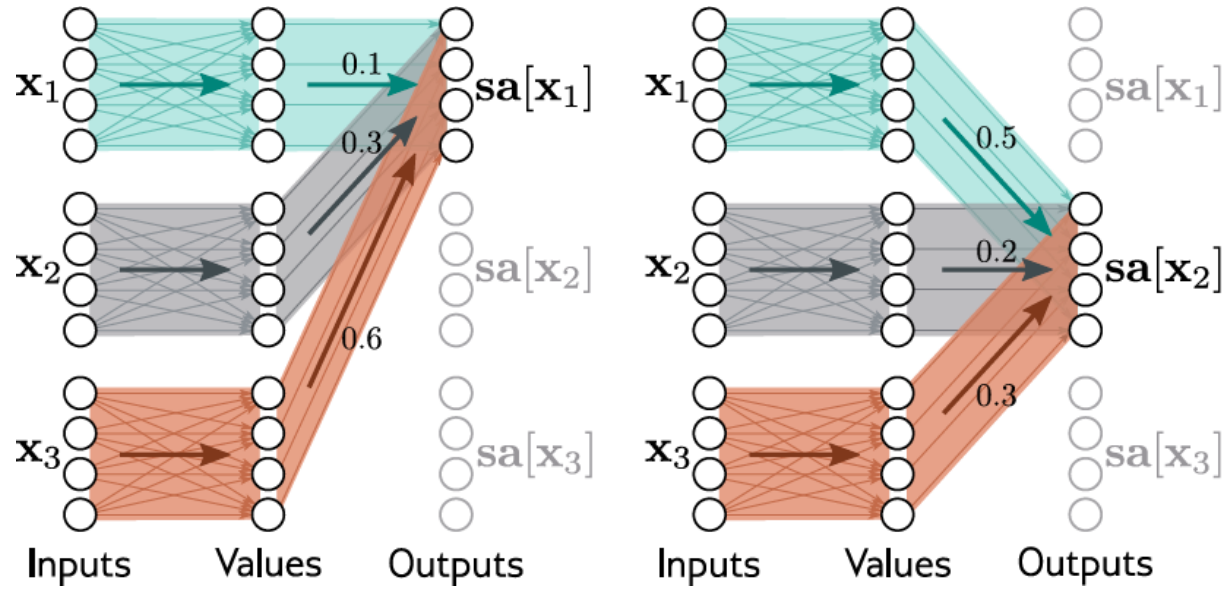 x₁
0.1
sa[x₁]
0.3
x₂
sa[x₂]
0.6
x₃
sa[x₃]
Inputs Values Outputs
x₁
sa[x₁]
0.5
x₂
0.2
sa[x₂]
0.3
x₃
sa[x₃]
Inputs Values Outputs